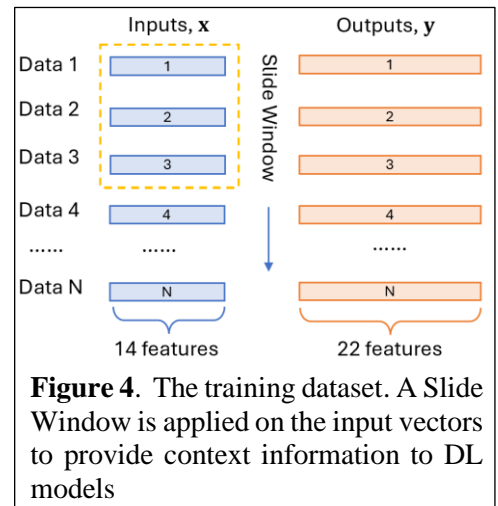 Inputs, x Outputs, y
Data 1 1 1
Data 2 2 2
Data 3 3 3
Slide Window
Data 4 4 4
...... ...... ......
Data N N N
14 features 22 features
Figure 4. The training dataset. A Slide
Window is applied on the input vectors
to provide context information to DL
models